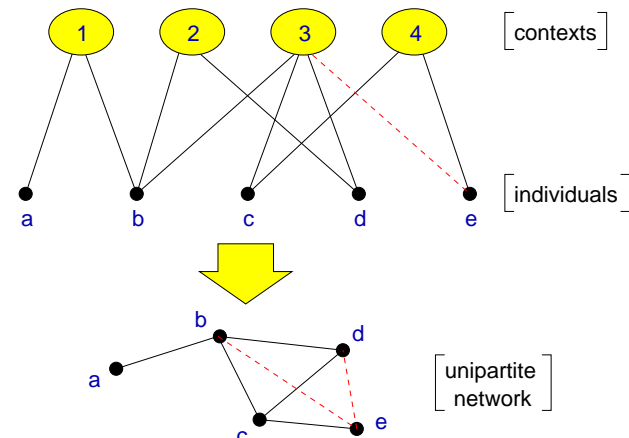 1 2 3 4 [contexts]
a b c d e [individuals]
b d
a
[unipartite
network]
c e